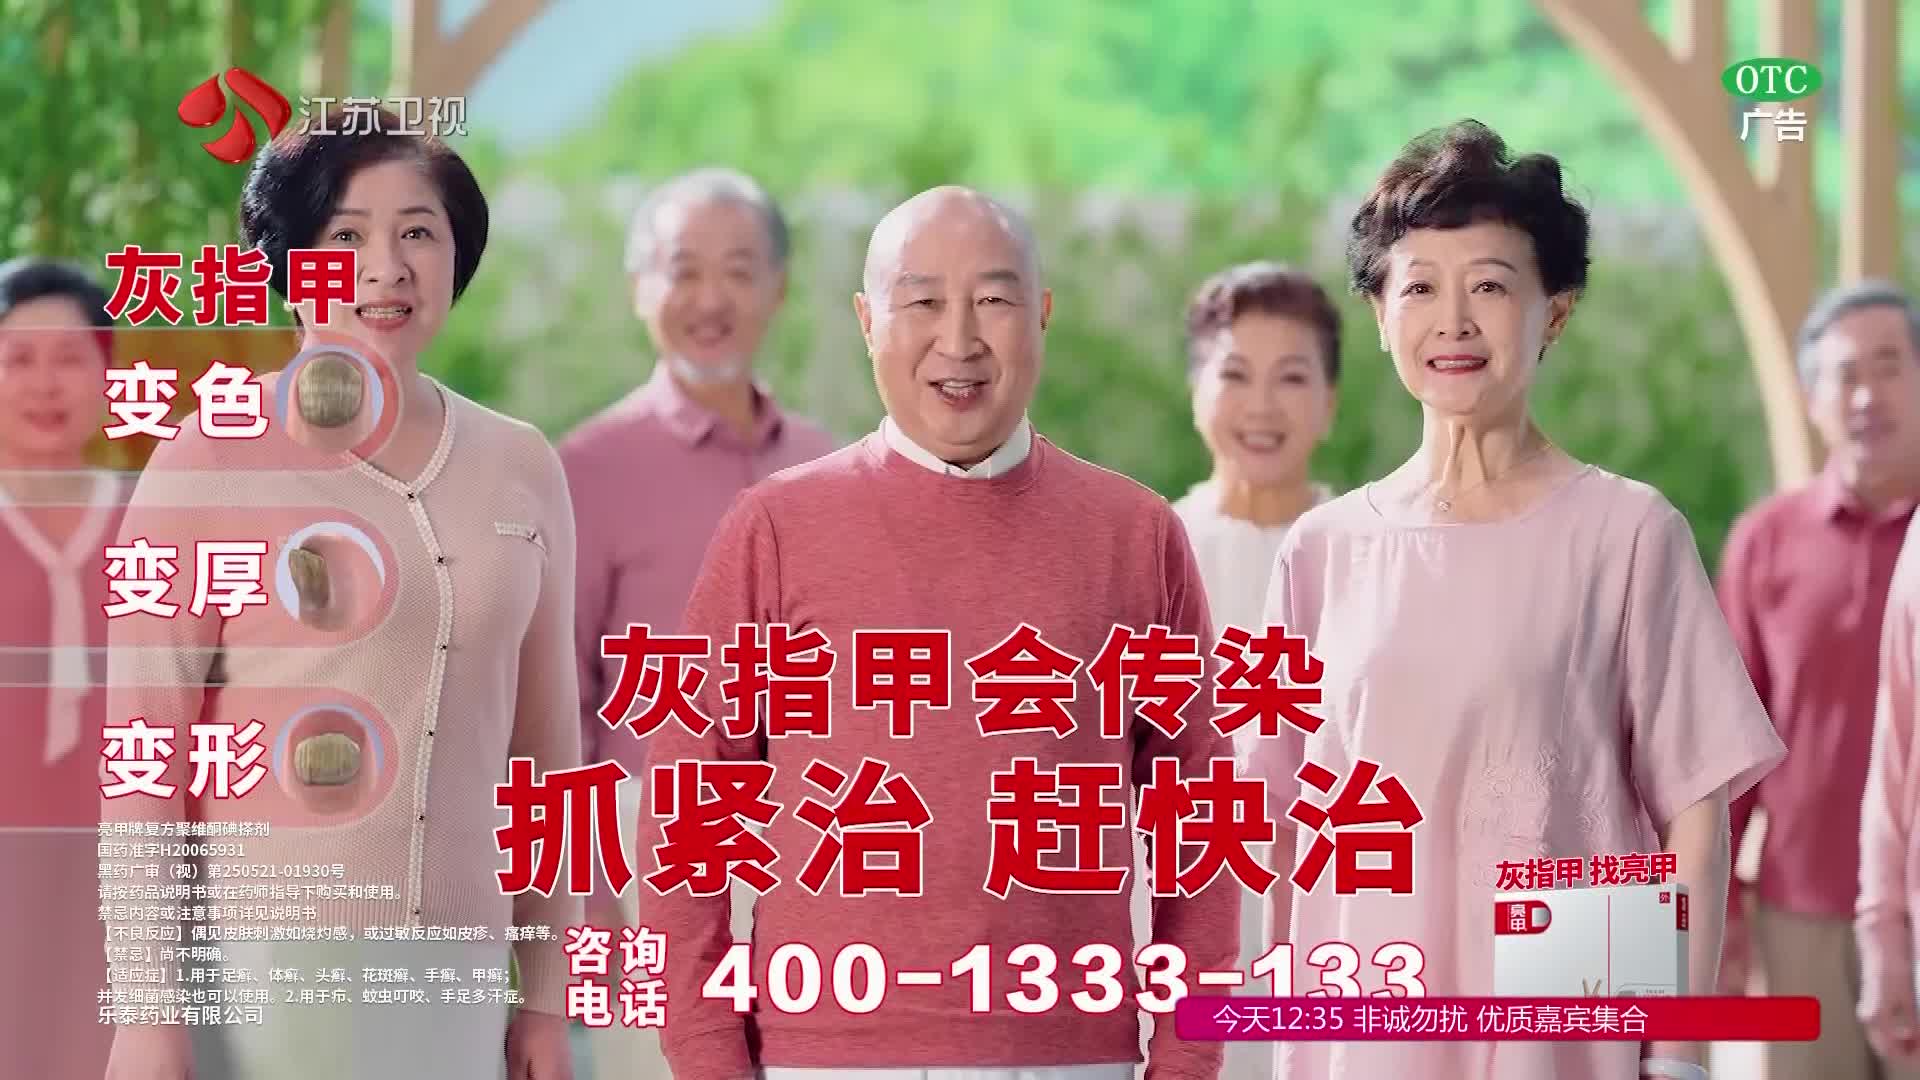 江苏卫视
OTC
广告
灰指甲
变色
变厚
变形
灰指甲会传染
抓紧治 赶快治
灰指甲 找亮甲
亮甲
外
亮甲牌复方聚维酮碘搽剂
国药准字H20065931
黑药广审（视）第250521-01930号
请按药品说明书或在药师指导下购买和使用。
禁忌内容或注意事项详见说明书
【不良反应】偶见皮肤刺激如烧灼感，或过敏反应如皮疹、瘙痒等。
【禁忌】尚不明确。
【适应症】1.用于足癣、体癣、头癣、花斑癣、手癣、甲癣；
并发细菌感染也可以使用。2.用于疖、蚊虫叮咬、手足多汗症。
乐泰药业有限公司
咨询电话 400-1333-133
今天12:35 非诚勿扰 优质嘉宾集合